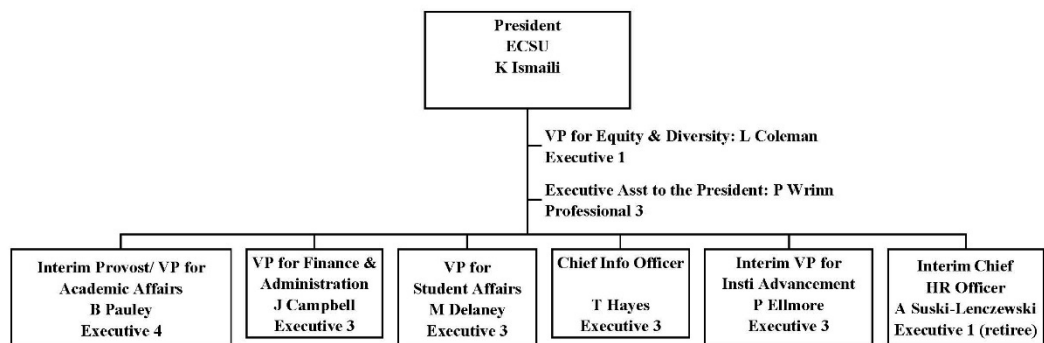 President
ECSU
K Ismaili
VP for Equity & Diversity: L Coleman
Executive 1
Executive Asst to the President: P Wrinn
Professional 3
Interim Provost/ VP for
Academic Affairs
B Pauley
Executive 4
VP for Finance &
Administration
J Campbell
Executive 3
VP for
Student Affairs
M Delaney
Executive 3
Chief Info Officer
T Hayes
Executive 3
Interim VP for
Insti Advancement
P Ellmore
Executive 3
Interim Chief
HR Officer
A Suski-Lenczewski
Executive 1 (retiree)